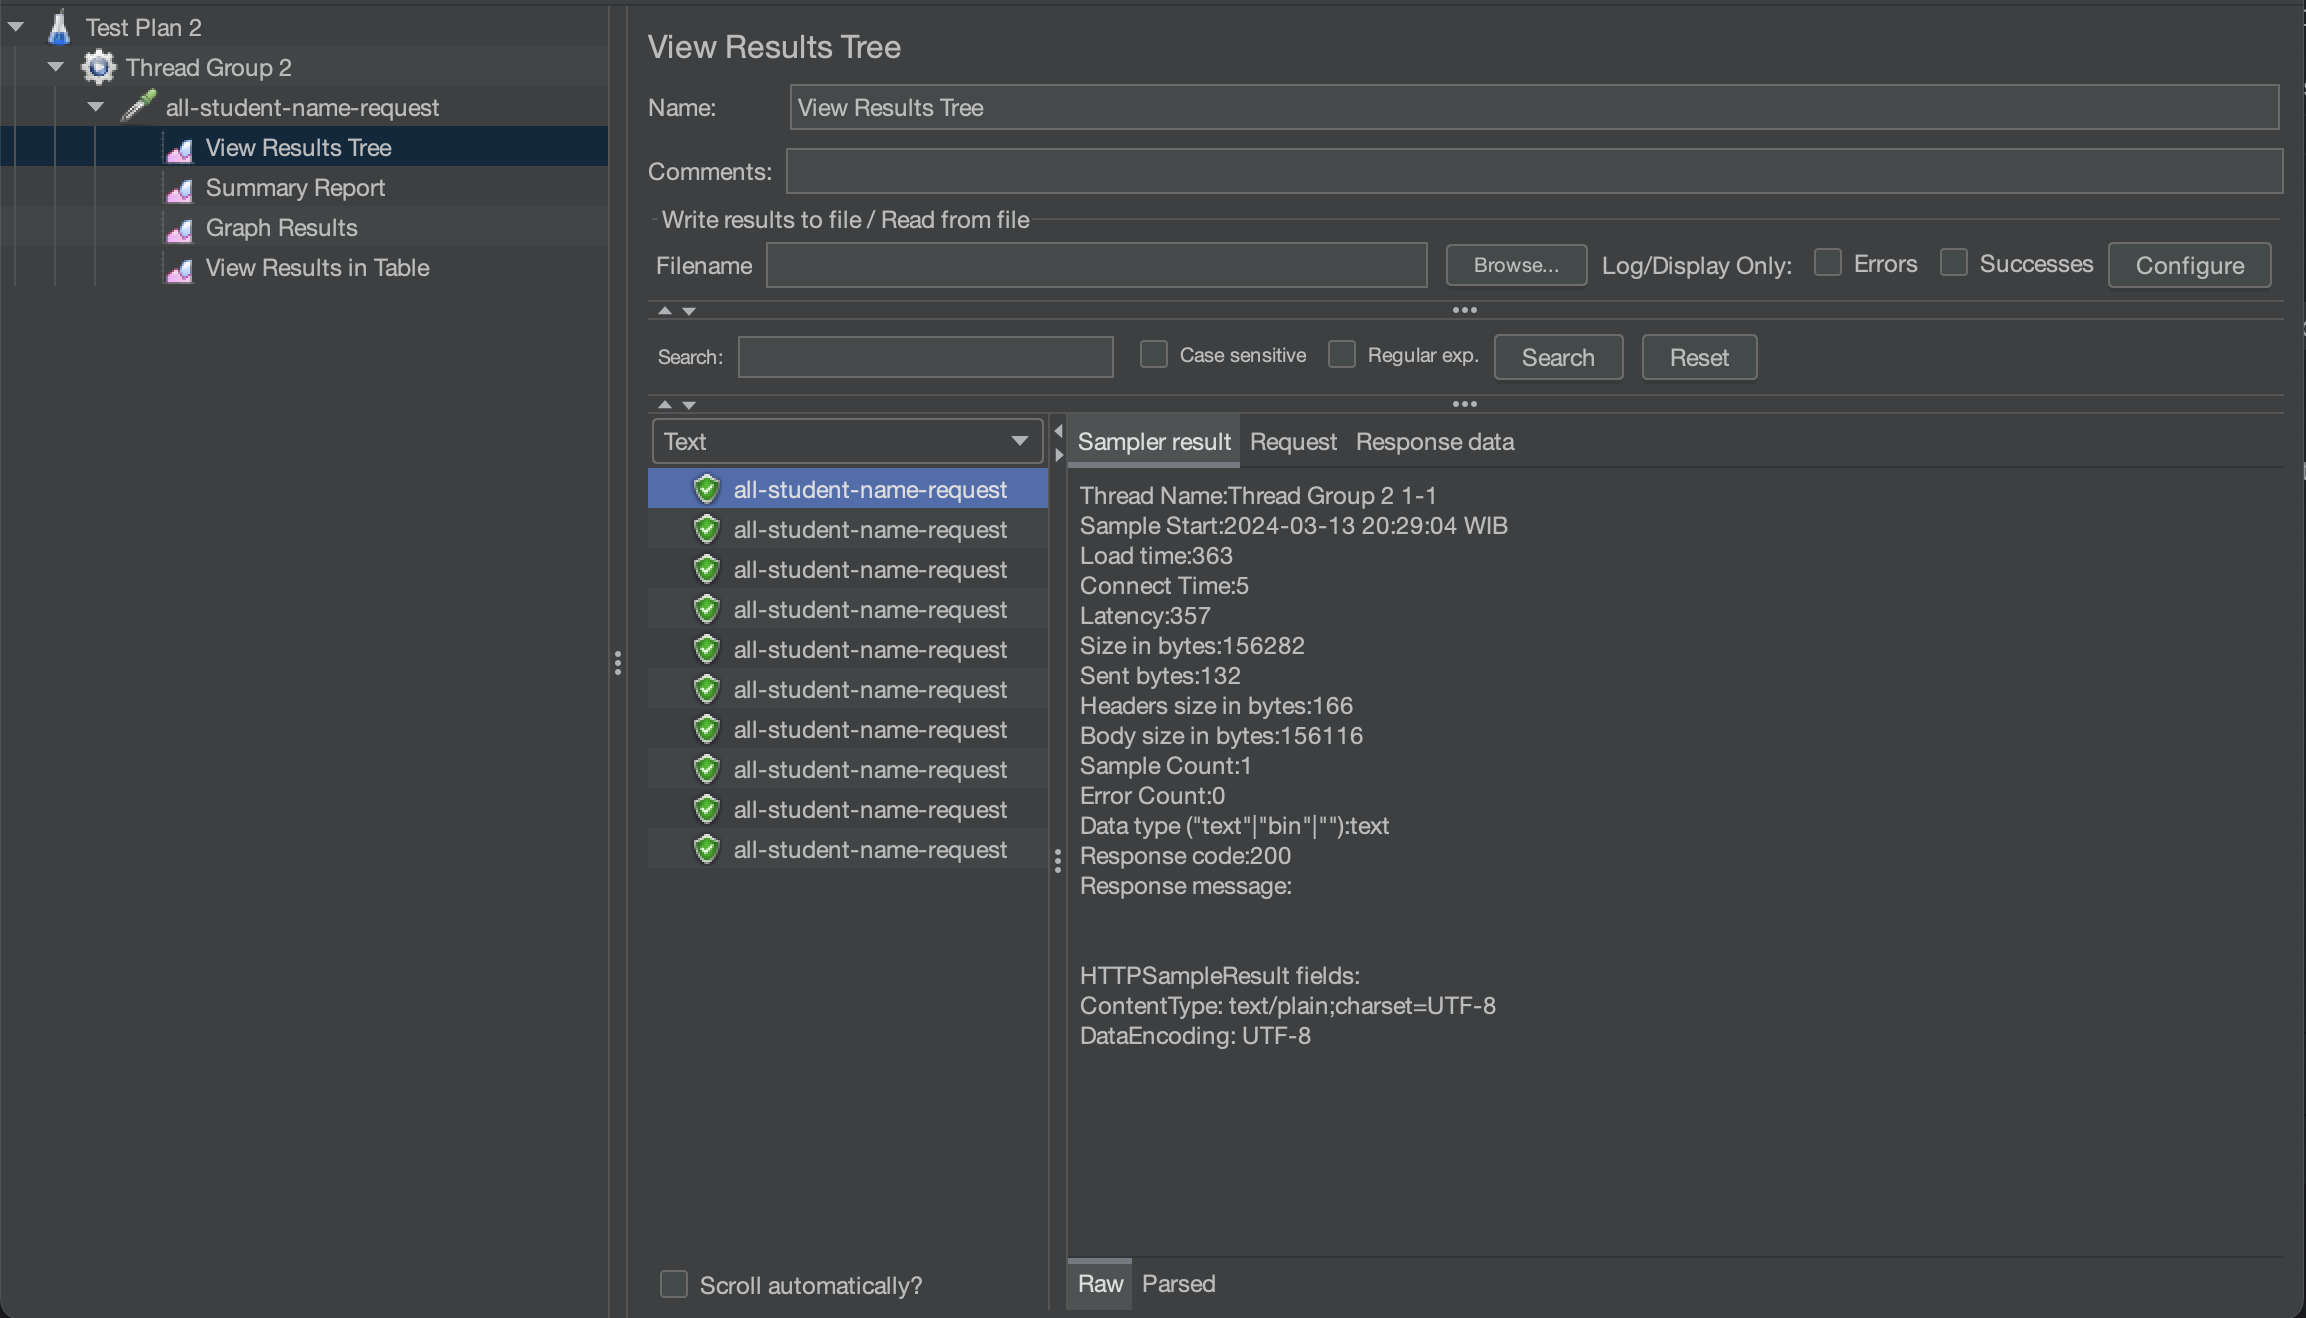 Test Plan 2
Thread Group 2
all-student-name-request
View Results Tree
Summary Report
Graph Results
View Results in Table
View Results Tree
Name: View Results Tree
Comments:
Write results to file / Read from file
Filename Browse... Log/Display Only: Errors Successes Configure
Search: Case sensitive Regular exp. Search Reset
Text
all-student-name-request
all-student-name-request
all-student-name-request
all-student-name-request
all-student-name-request
all-student-name-request
all-student-name-request
all-student-name-request
all-student-name-request
all-student-name-request
Scroll automatically?
Sampler result Request Response data
Thread Name:Thread Group 2 1-1
Sample Start:2024-03-13 20:29:04 WIB
Load time:363
Connect Time:5
Latency:357
Size in bytes:156282
Sent bytes:132
Headers size in bytes:166
Body size in bytes:156116
Sample Count:1
Error Count:0
Data type ("text"|"bin"|""):text
Response code:200
Response message:
HTTPSampleResult fields:
ContentType: text/plain;charset=UTF-8
DataEncoding: UTF-8
Raw Parsed